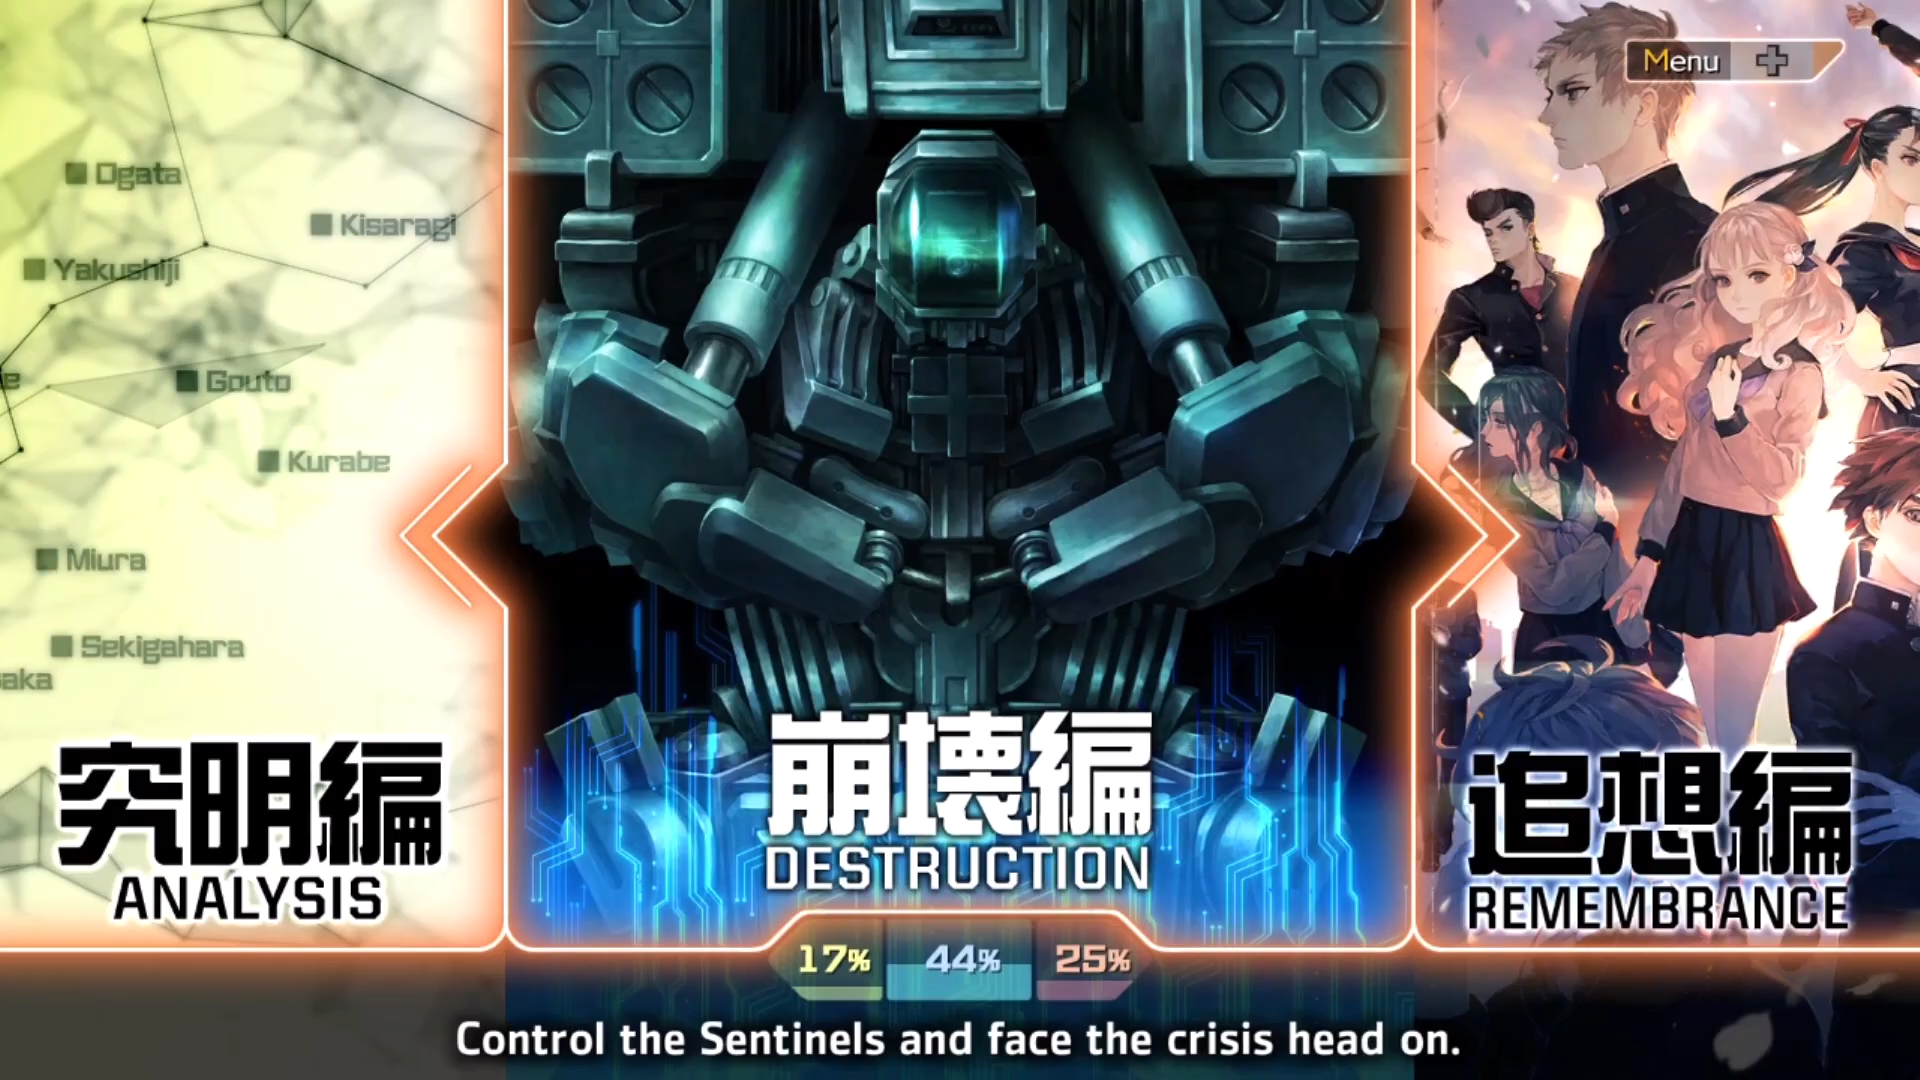 Menu
Ogata
Kisaragi
Yakushiji
Gouto
Kurabe
Miura
Sekigahara
究明編
ANALYSIS
崩壊編
DESTRUCTION
追想編
REMEMBRANCE
17% 44% 25%
Control the Sentinels and face the crisis head on.